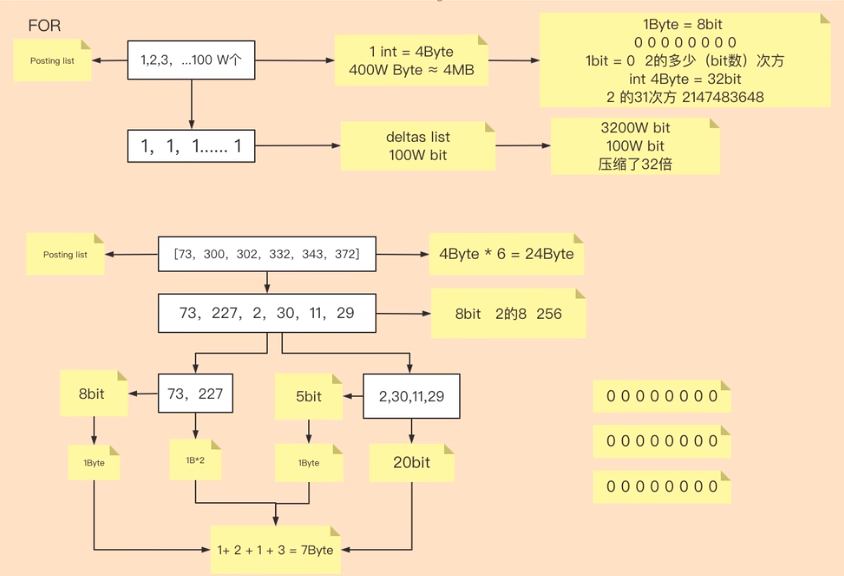 FOR
Posting list
1,2,3, ...100 W个
1 int = 4Byte
400W Byte ≈ 4MB
1Byte = 8bit
0 0 0 0 0 0 0 0
1bit = 0  2的多少（bit数）次方
int 4Byte = 32bit
2 的31次方 2147483648
1, 1, 1...... 1
deltas list
100W bit
3200W bit
100W bit
压缩了32倍
Posting list
[73, 300, 302, 332, 343, 372]
4Byte * 6 = 24Byte
73, 227, 2, 30, 11, 29
8bit  2的8  256
8bit
73, 227
5bit
2,30,11,29
0 0 0 0 0 0 0 0
1Byte
1B*2
1Byte
20bit
0 0 0 0 0 0 0 0
0 0 0 0 0 0 0 0
1+ 2 + 1 + 3 = 7Byte